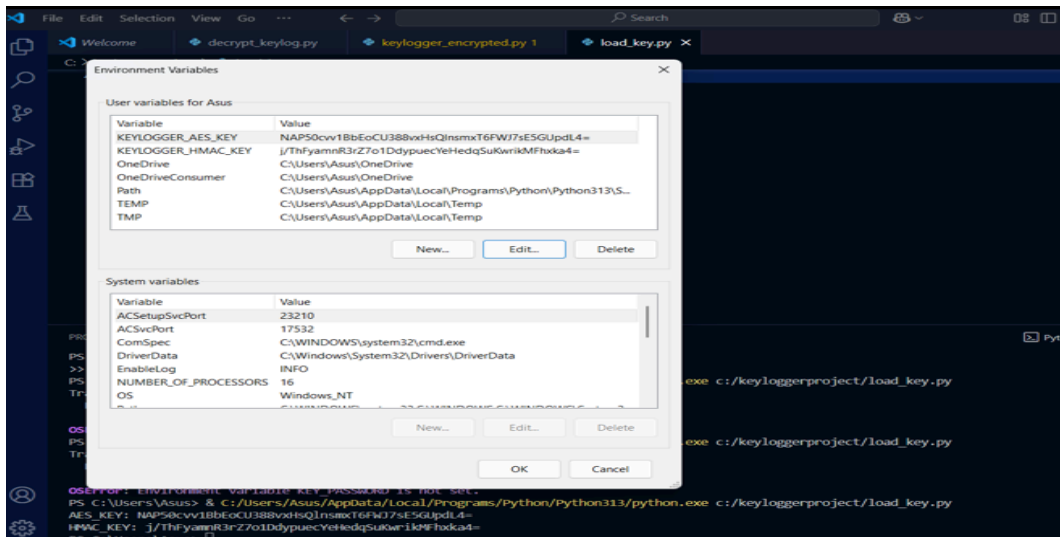 File Edit Selection View Go ... Search
Welcome decrypt_keylog.py keylogger_encrypted.py 1 load_key.py
C:
Environment Variables
User variables for Asus
Variable Value
KEYLOGGER_AES_KEY NAP50cvv1BbEoCU388vxHsQlnsmxT6FWJ7sE5GUpdL4=
KEYLOGGER_HMAC_KEY j/ThFyamnR3rZ7o1DdypuecYeHedqSuKwrikMFhxka4=
OneDrive C:\Users\Asus\OneDrive
OneDriveConsumer C:\Users\Asus\OneDrive
Path C:\Users\Asus\AppData\Local\Programs\Python\Python313\S...
TEMP C:\Users\Asus\AppData\Local\Temp
TMP C:\Users\Asus\AppData\Local\Temp
New... Edit... Delete
System variables
Variable Value
ACSetupSvcPort 23210
ACSvcPort 17532
ComSpec C:\WINDOWS\system32\cmd.exe
DriverData C:\Windows\System32\Drivers\DriverData
EnableLog INFO
NUMBER_OF_PROCESSORS 16
OS Windows_NT
New... Edit... Delete
OK Cancel
PS
>>
PS .exe c:/keyloggerproject/load_key.py
PS .exe c:/keyloggerproject/load_key.py
OSError: Environment variable KEY_PASSWORD is not set.
PS C:\Users\Asus> & C:/Users/Asus/AppData/Local/Programs/Python/Python313/python.exe c:/keyloggerproject/load_key.py
AES_KEY: NAP50cvv1BbEoCU388vxHsQlnsmxT6FWJ7sE5GUpdL4=
HMAC_KEY: j/ThFyamnR3rZ7o1DdypuecYeHedqSuKwrikMFhxka4=